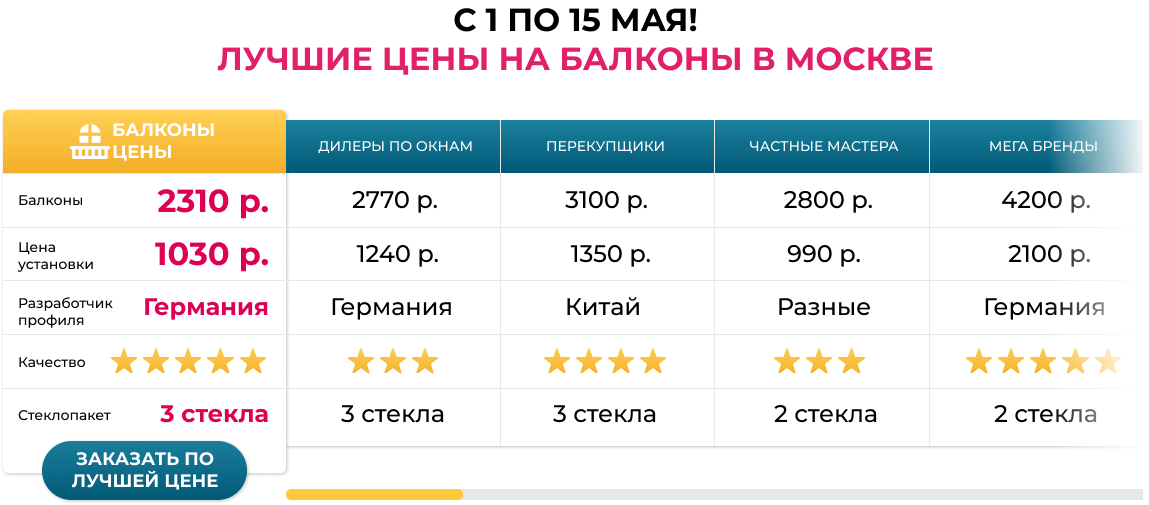 С 1 ПО 15 МАЯ!
ЛУЧШИЕ ЦЕНЫ НА БАЛКОНЫ В МОСКВЕ
БАЛКОНЫ
ЦЕНЫ
ДИЛЕРЫ ПО ОКНАМ
ПЕРЕКУПЩИКИ
ЧАСТНЫЕ МАСТЕРА
МЕГА БРЕНДЫ
Балконы 2310 р. 2770 р. 3100 р. 2800 р. 4200 р.
Цена
установки 1030 р. 1240 р. 1350 р. 990 р. 2100 р.
Разработчик
профиля Германия Германия Китай Разные Германия
Качество
Стеклопакет 3 стекла 3 стекла 3 стекла 2 стекла 2 стекла
ЗАКАЗАТЬ ПО
ЛУЧШЕЙ ЦЕНЕ